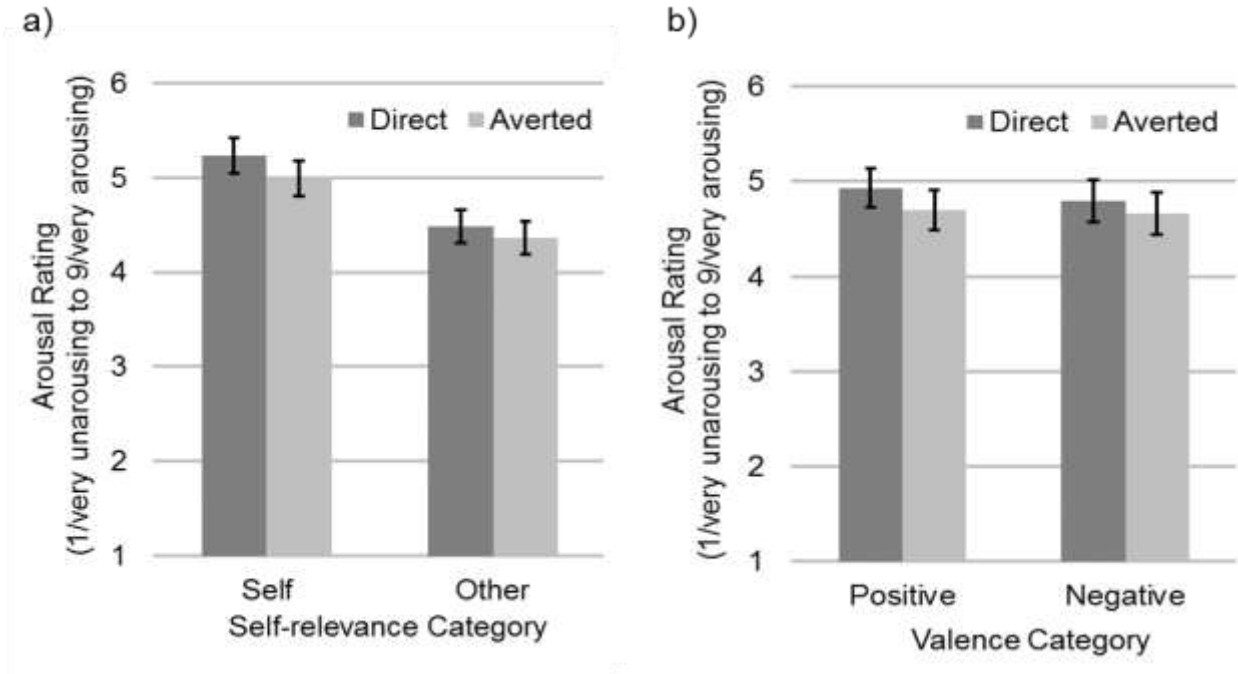 a)
Arousal Rating
(1/very unarousing to 9/very arousing)
6
5
4
3
2
1
Direct Averted
Self Other
Self-relevance Category
b)
Arousal Rating
(1/very unarousing to 9/very arousing)
6
5
4
3
2
1
Direct Averted
Positive Negative
Valence Category